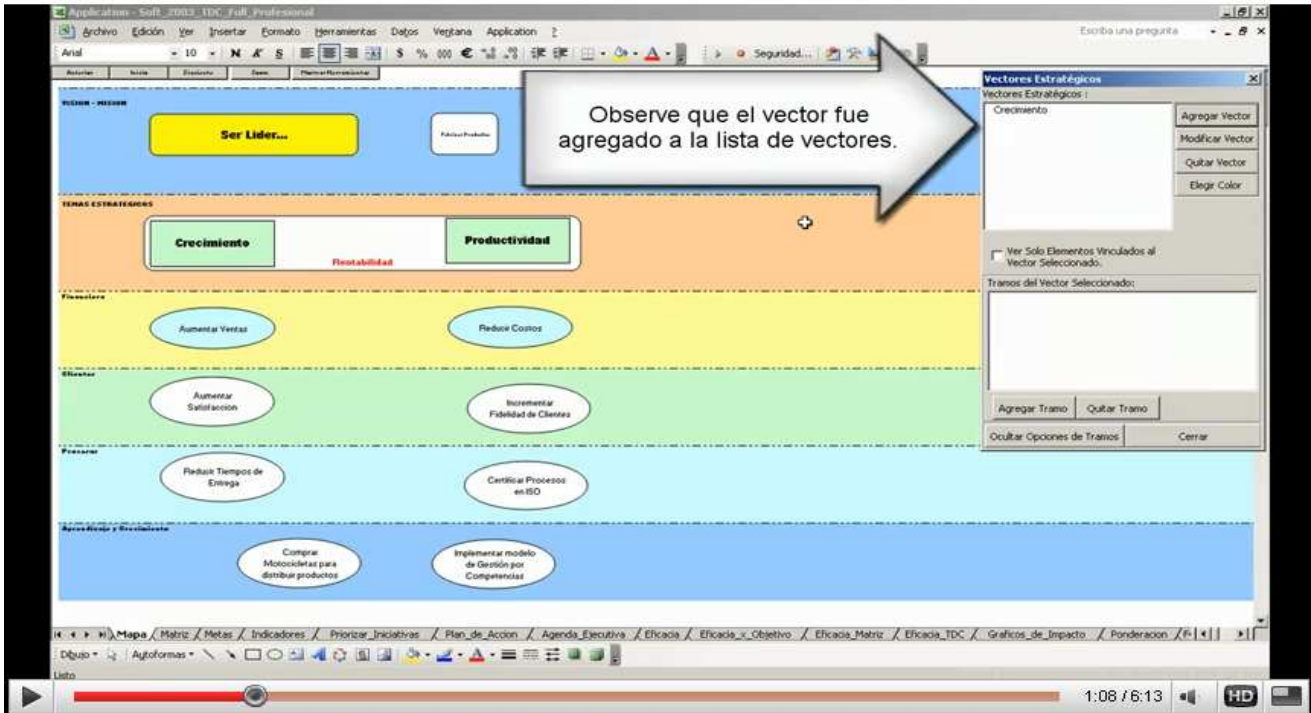 Application - Soft_2003_TDC_Full_Profesional
Archivo Edición Ver Insertar Formato Herramientas Datos Ventana Application ?
Escriba una pregunta
Arial 10 N K S $ % 000 € Seguridad...
VISION - MISION
Ser Lider...
Observe que el vector fue
agregado a la lista de vectores.
Vectores Estratégicos
Vectores Estratégicos :
Crecimiento
Agregar Vector
Modificar Vector
Quitar Vector
Elegir Color
TEMAS ESTRATEGICOS
Crecimiento
Productividad
Rentabilidad
Ver Solo Elementos Vinculados al
Vector Seleccionado.
Tramos del Vector Seleccionado:
Financiera
Aumentar Ventas
Reducir Costos
Clientes
Aumentar
Satisfaccion
Incrementar
Fidelidad de Clientes
Agregar Tramo Quitar Tramo
Ocultar Opciones de Tramos Cerrar
Reducir Tiempos de
Entrega
Certificar Procesos
en ISO
Aprendizaje y Crecimiento
Comprar
Motocicletas para
distribuir productos
Implementar modelo
de Gestión por
Competencias
Mapa Matriz Metas Indicadores Priorizar_Iniciativas Plan_de_Accion Agenda_Ejecutiva Eficacia Eficacia_x_Objetivo Eficacia_Matriz Eficacia_TDC Graficos_de_Impacto Ponderacion
Dibujo Autoformas
Listo
1:08 / 6:13 HD